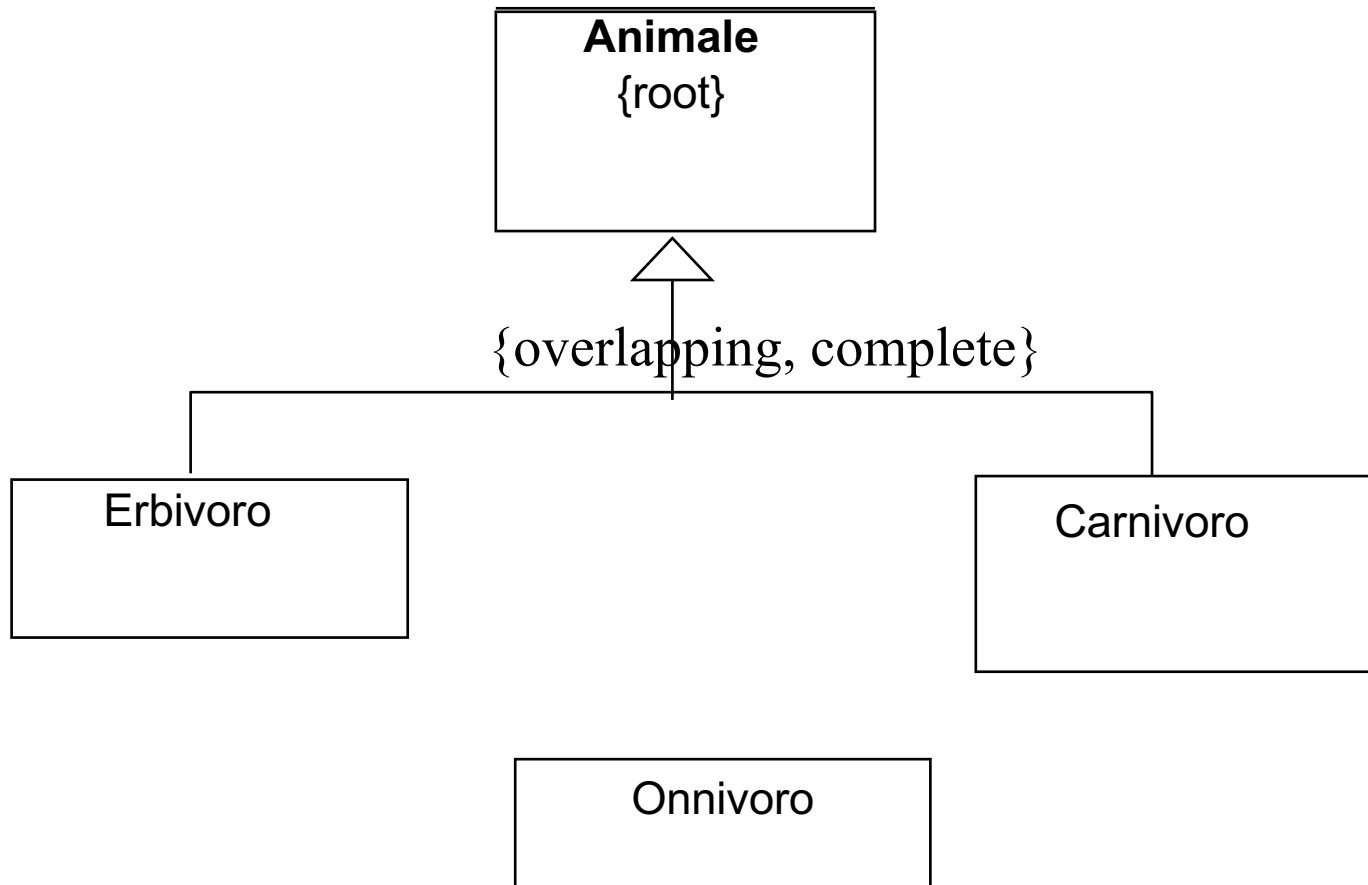 Animale
{root}
{overlapping, complete}
Erbivoro
Carnivoro
Onnivoro